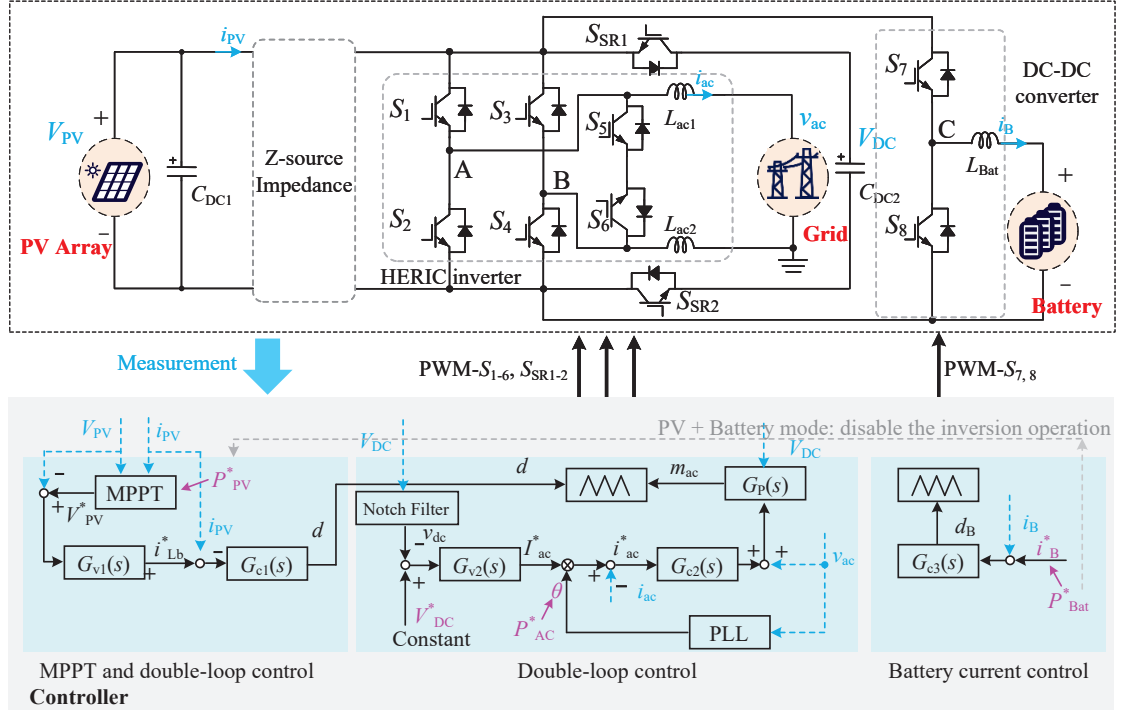 i_PV
S_SR1
S_7
DC-DC
converter
V_PV
+
−
PV Array
+
C_DC1
Z-source
Impedance
S_1
S_3
S_5
i_ac
L_ac1
v_ac
V_DC
+
C_DC2
C
i_B
L_Bat
A
B
S_2
S_4
S_6
L_ac2
Grid
S_8
+
−
Battery
HERIC inverter
S_SR2
Measurement
PWM-S_1-6, S_SR1-2
PWM-S_7, 8
PV + Battery mode: disable the inversion operation
V_PV
i_PV
−
MPPT
P*_PV
+
V*_PV
i_PV
G_v1(s)
+
i*_Lb
−
G_c1(s)
d
V_DC
d
m_ac
V_DC
G_P(s)
Notch Filter
−
v_dc
+
G_v2(s)
I*_ac
θ
+
i*_ac
−
i_ac
G_c2(s)
+
+
v_ac
V*_DC
Constant
P*_AC
PLL
d_B
i_B
G_c3(s)
−
i*_B
P*_Bat
MPPT and double-loop control
Double-loop control
Battery current control
Controller